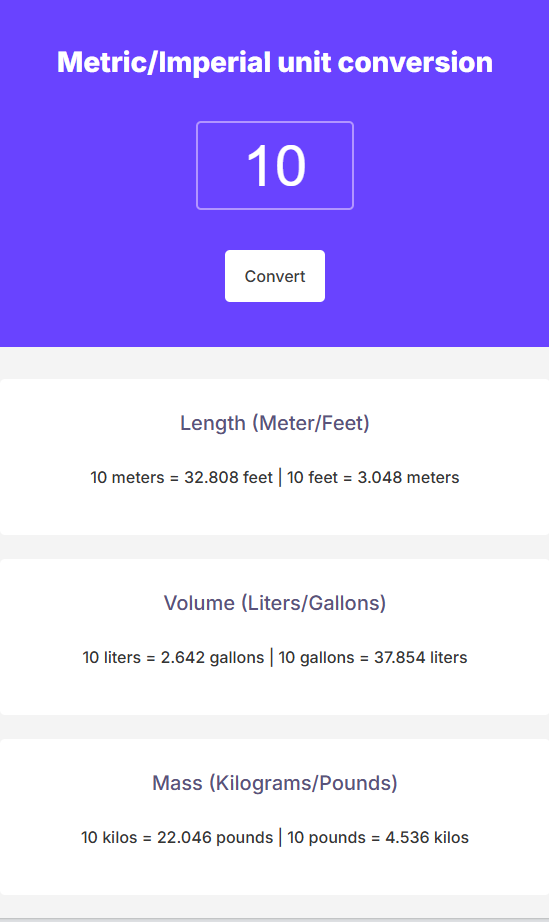 Metric/Imperial unit conversion
10
Convert
Length (Meter/Feet)
10 meters = 32.808 feet | 10 feet = 3.048 meters
Volume (Liters/Gallons)
10 liters = 2.642 gallons | 10 gallons = 37.854 liters
Mass (Kilograms/Pounds)
10 kilos = 22.046 pounds | 10 pounds = 4.536 kilos